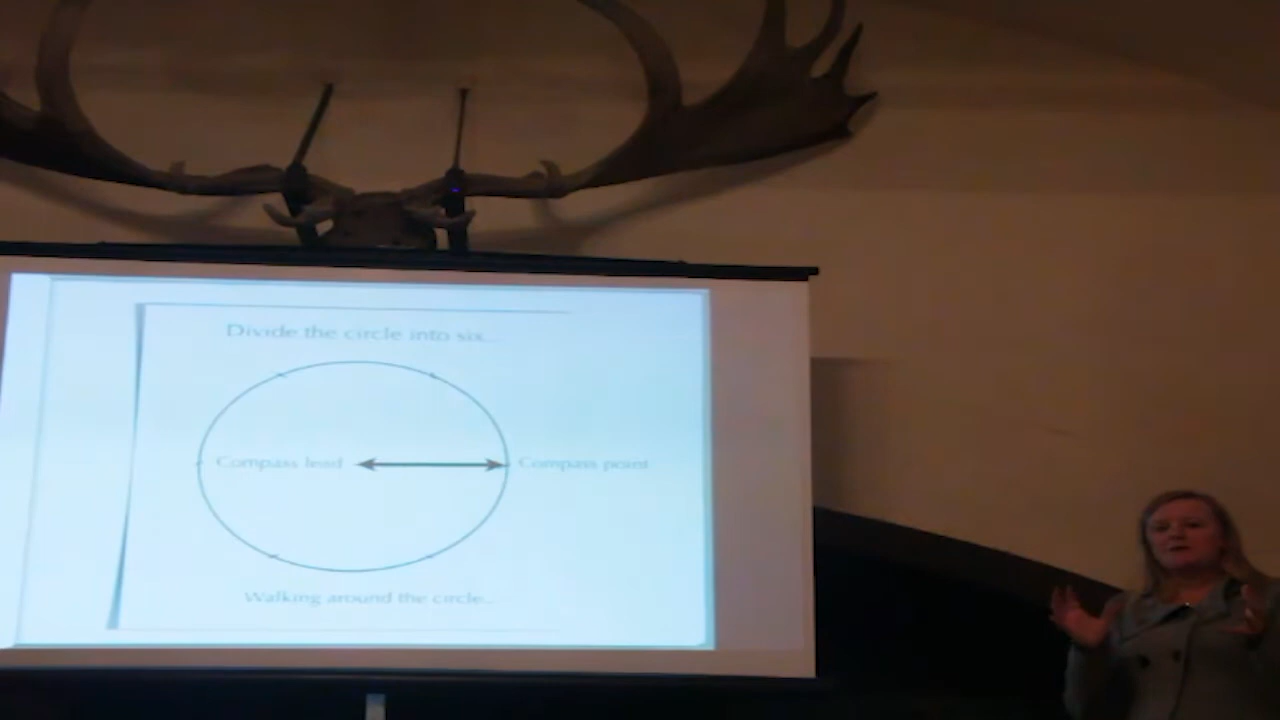 Divide the circle into six...
Compass lead
Compass point
Walking around the circle...